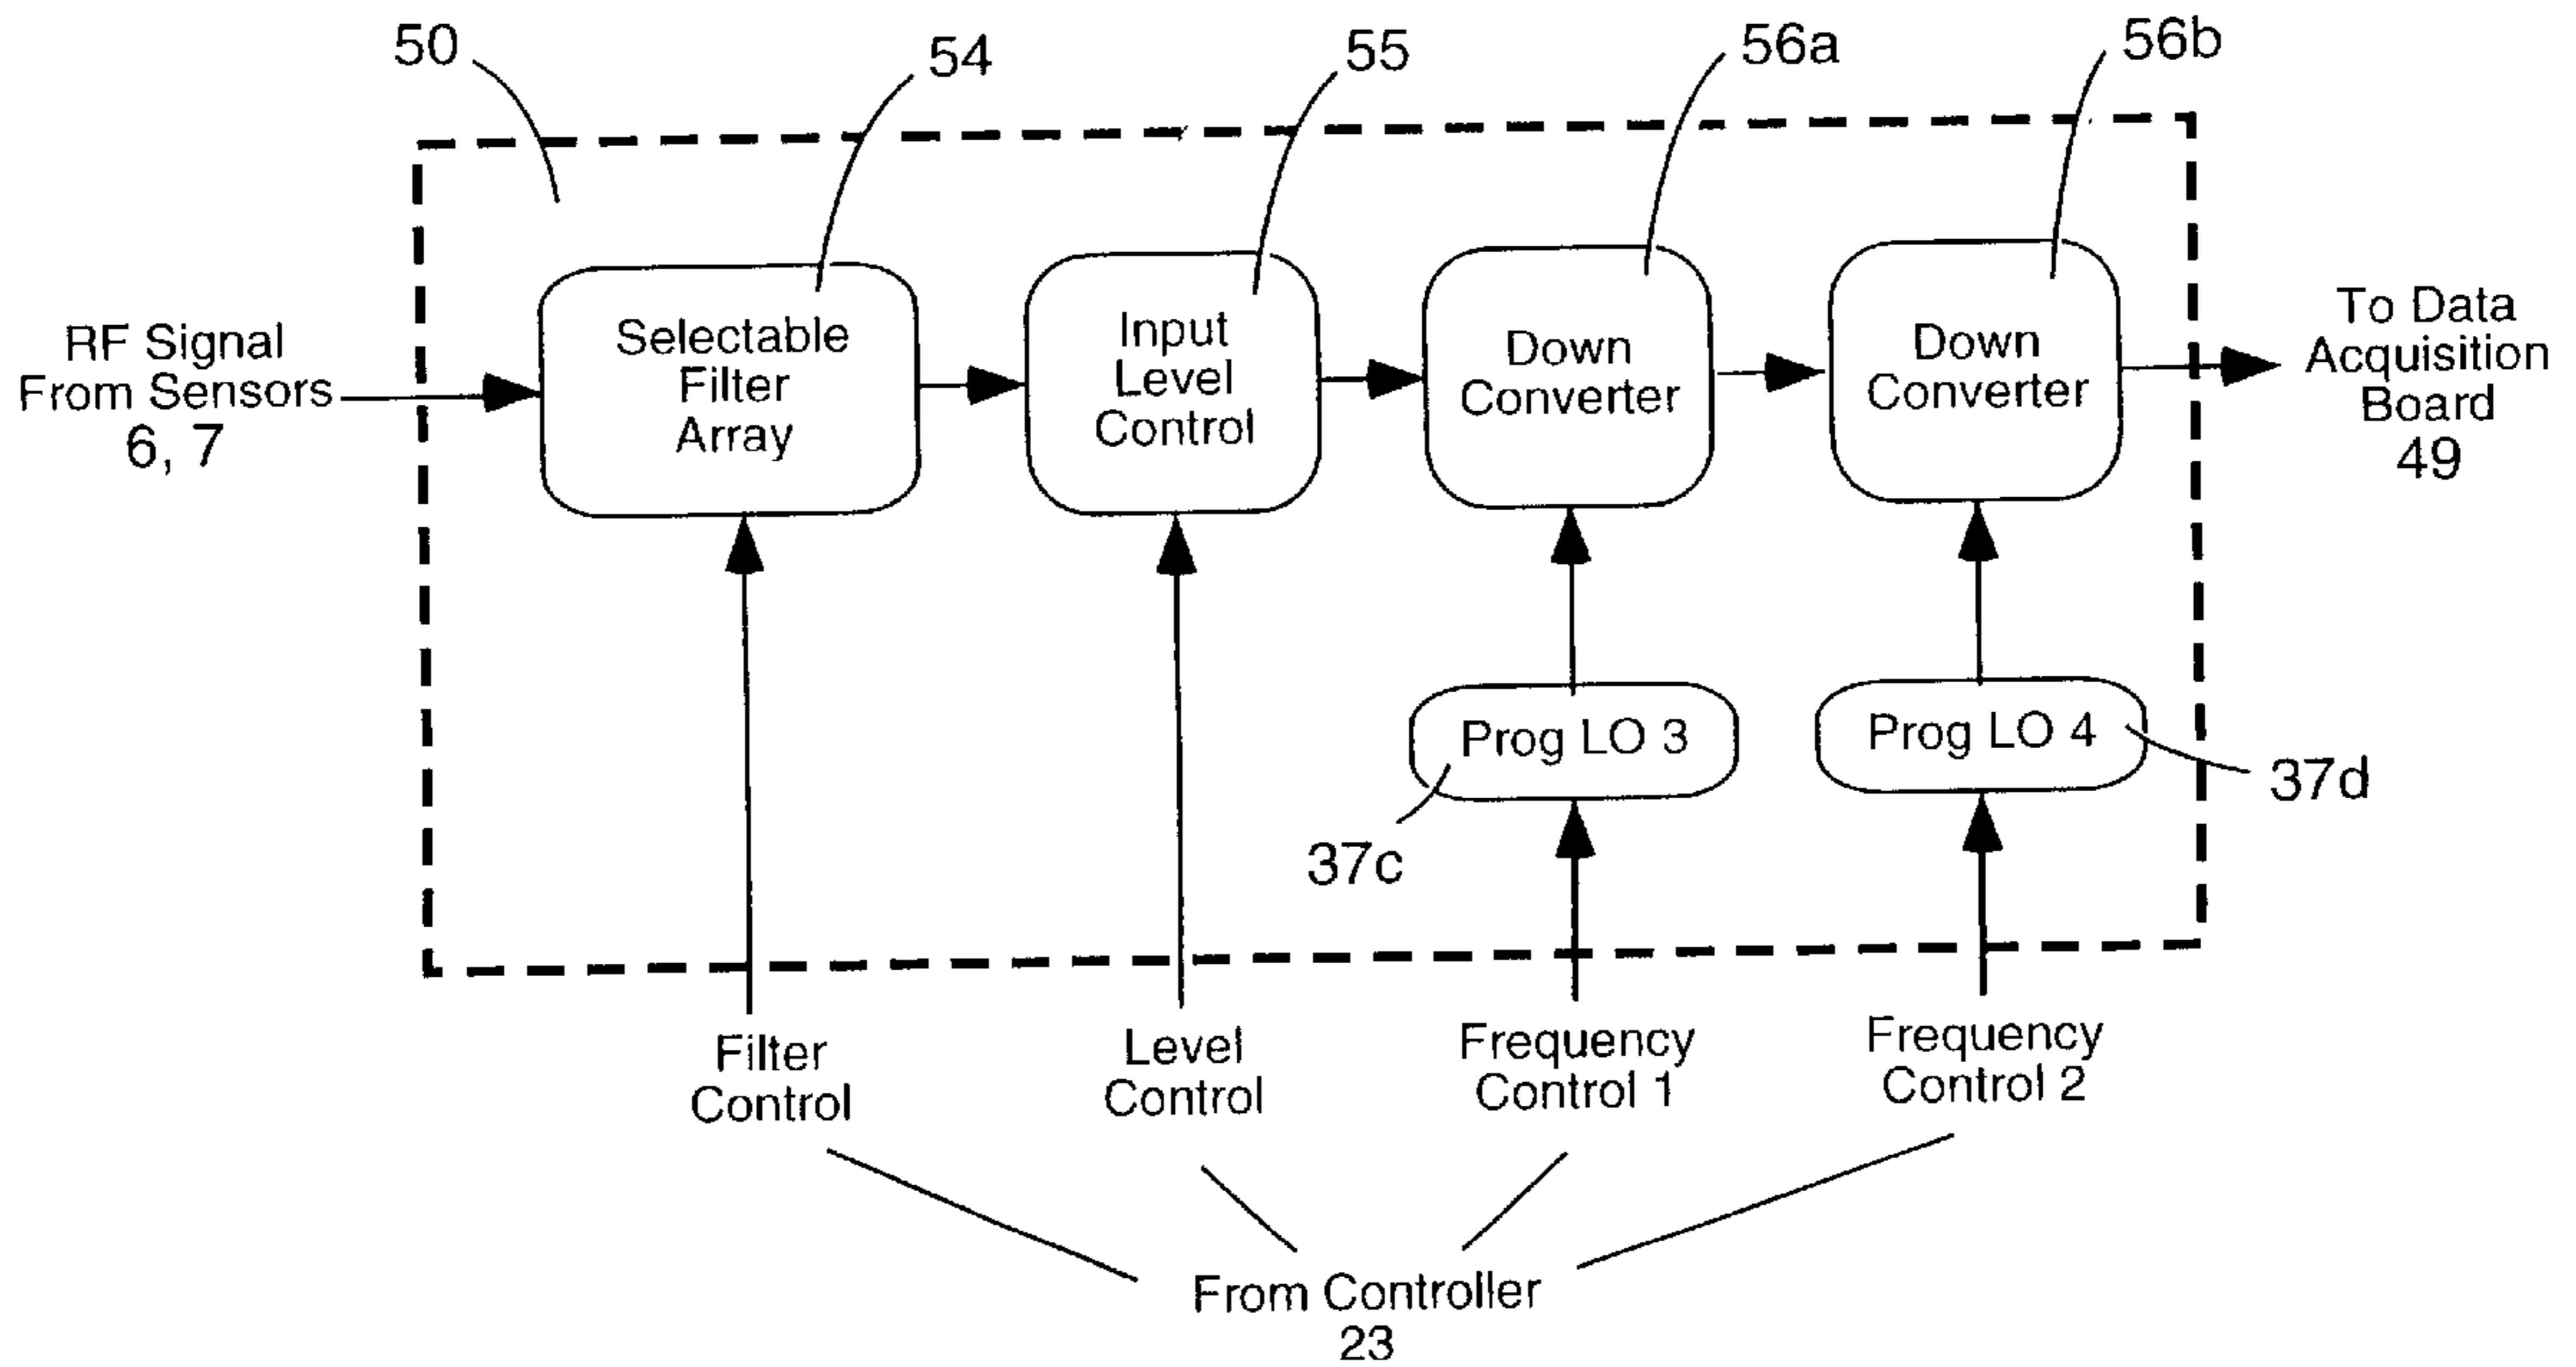 50
54
55
56a
56b
RF Signal
From Sensors
6, 7
Selectable
Filter
Array
Input
Level
Control
Down
Converter
Down
Converter
To Data
Acquisition
Board
49
Prog LO 3
Prog LO 4
37c
37d
Filter
Control
Level
Control
Frequency
Control 1
Frequency
Control 2
From Controller
23